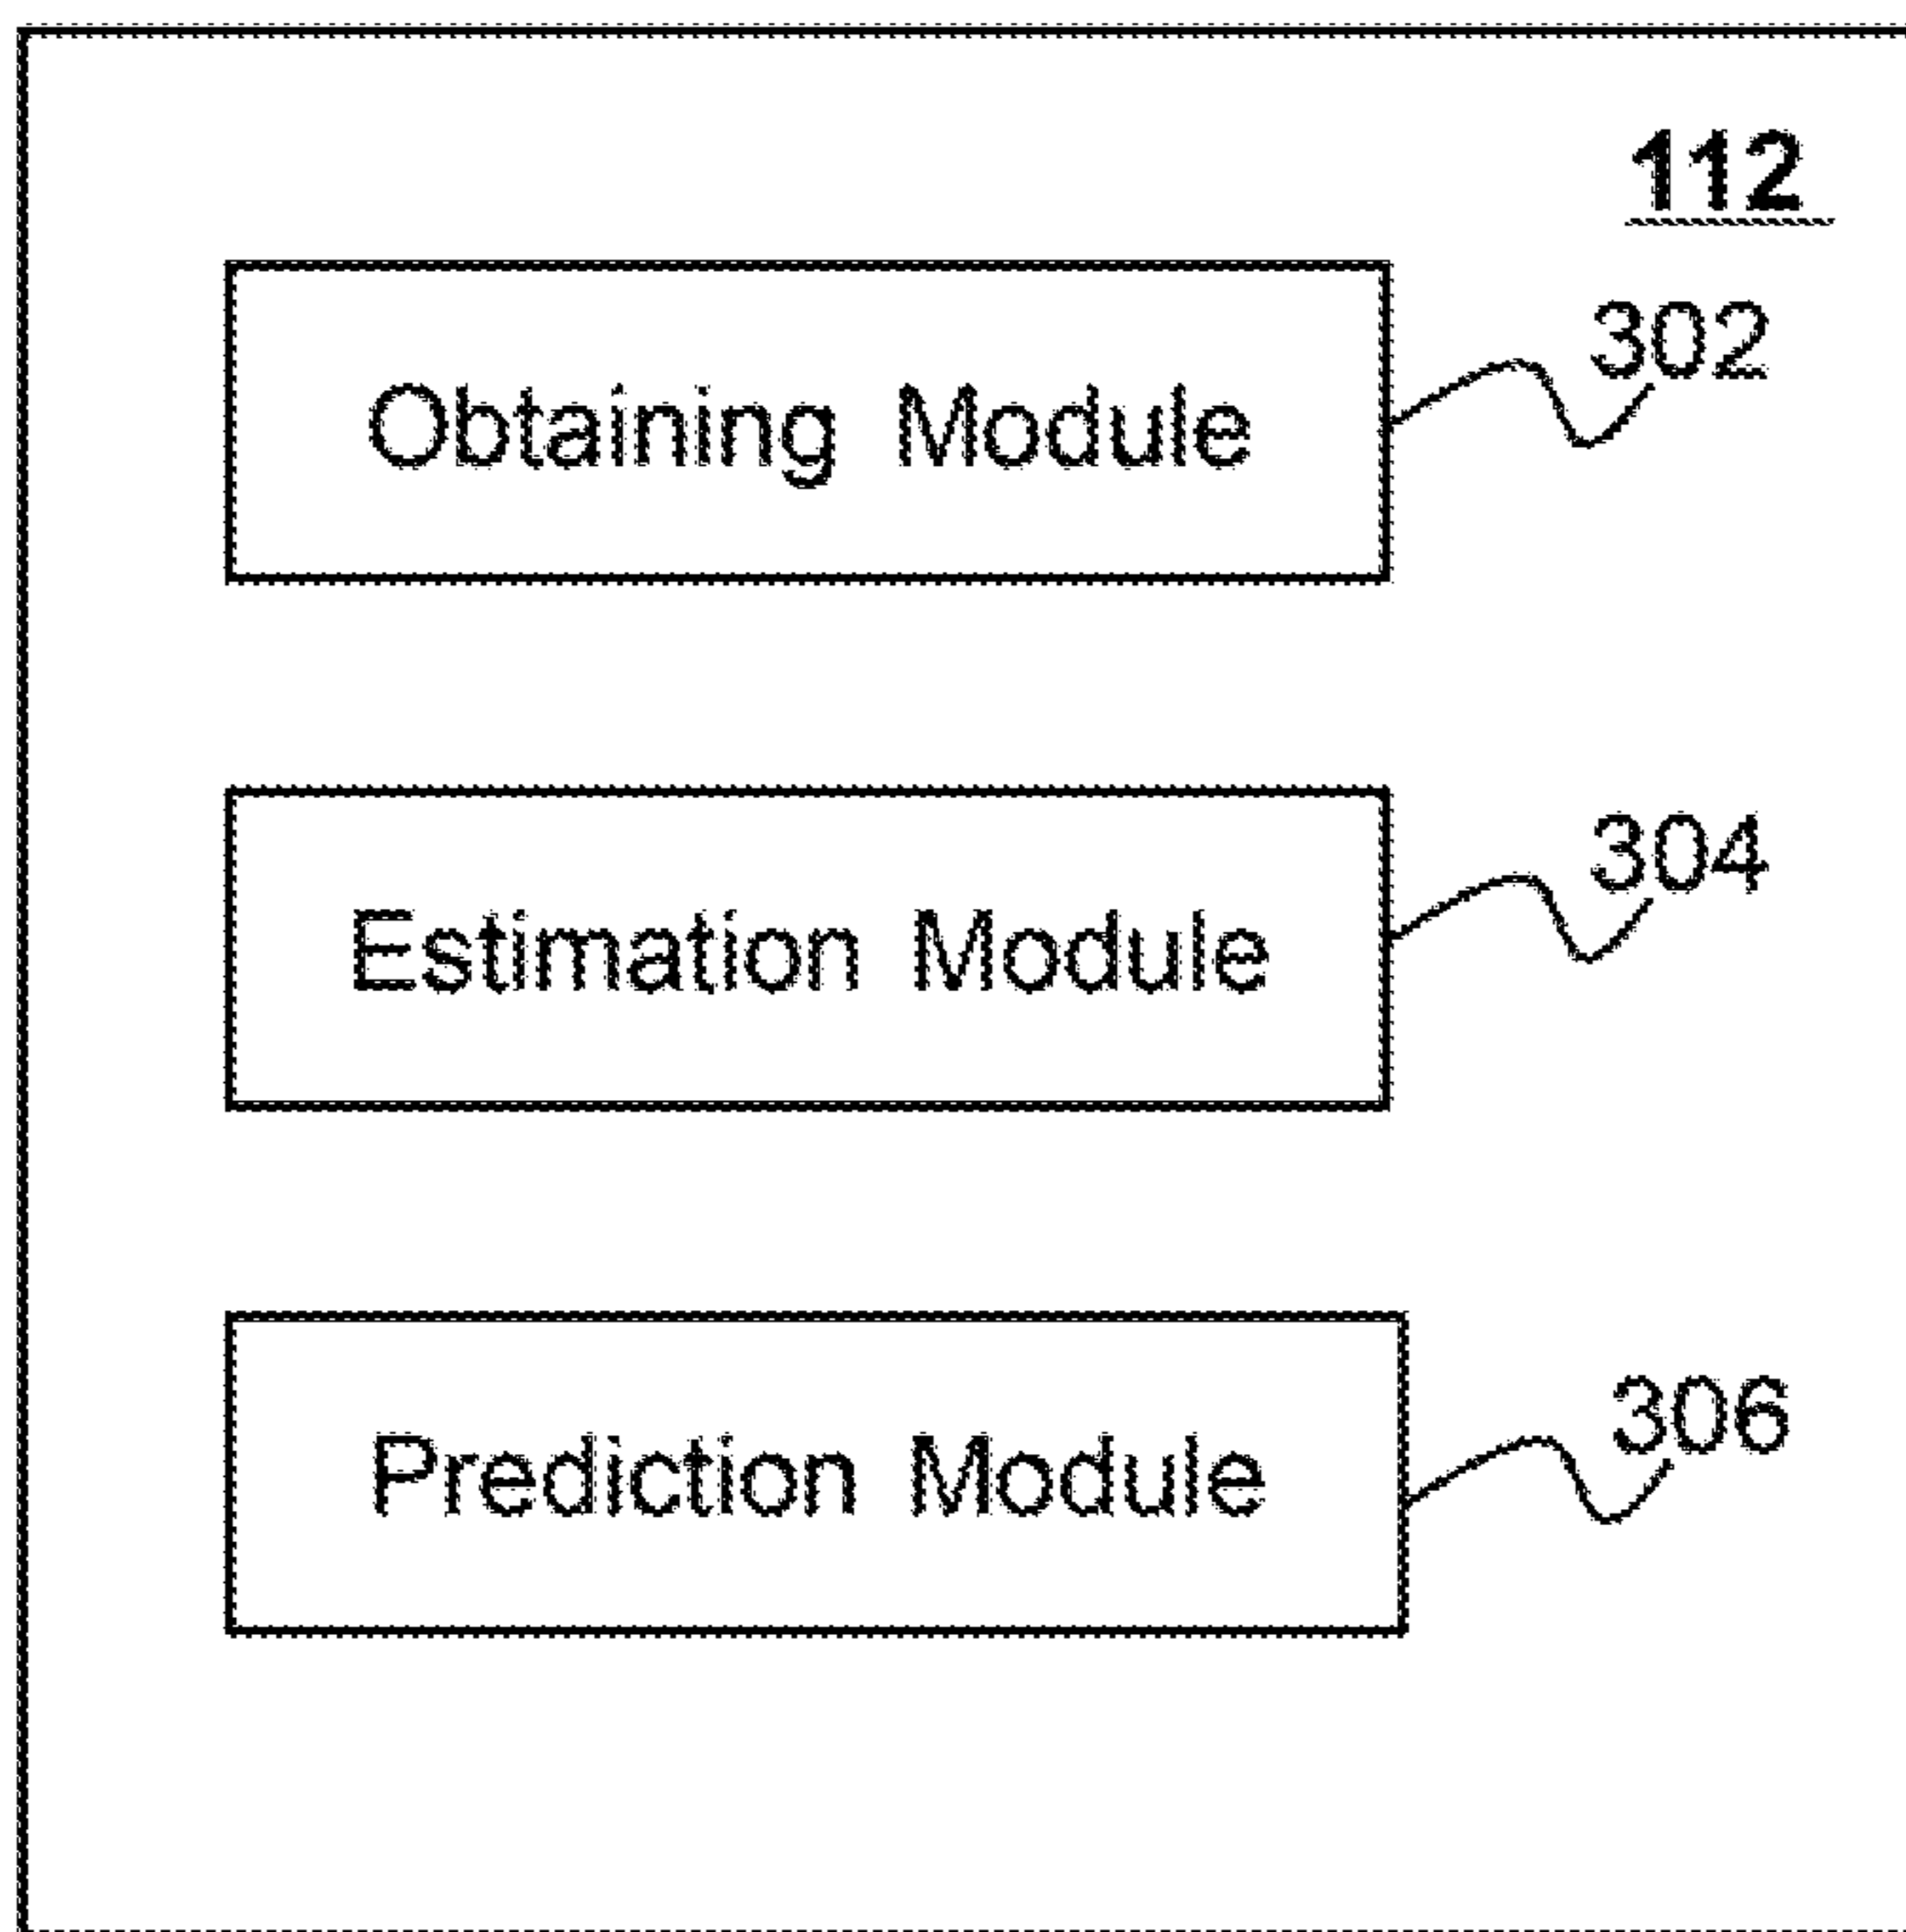 112
302
Obtaining Module
304
Estimation Module
306
Prediction Module